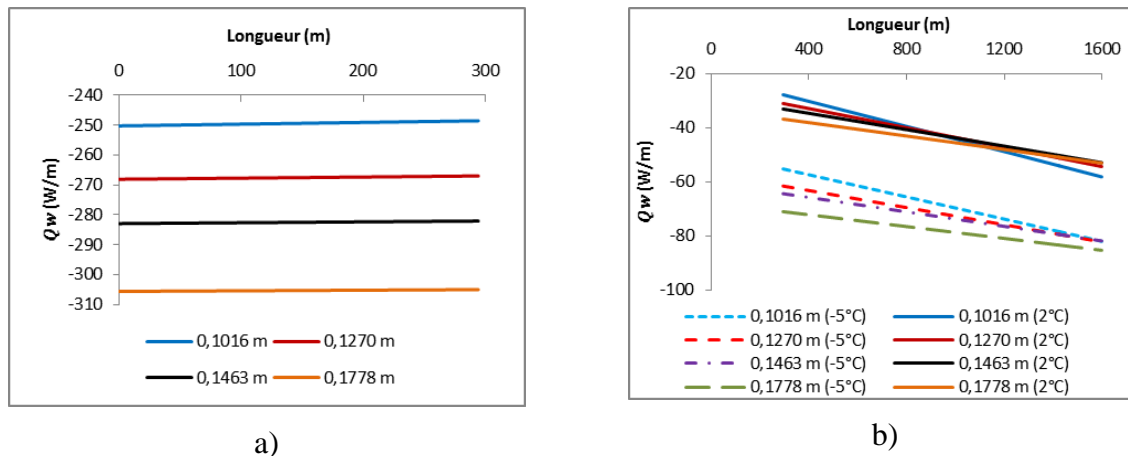 Longueur (m)
0 100 200 300
-240
-250
-260
-270
-280
-290
-300
-310
Qw (W/m)
0,1016 m 0,1270 m
0,1463 m 0,1778 m
a)
Longueur (m)
0 400 800 1200 1600
-20
-40
-60
-80
-100
Qw (W/m)
0,1016 m (-5°C) 0,1016 m (2°C)
0,1270 m (-5°C) 0,1270 m (2°C)
0,1463 m (-5°C) 0,1463 m (2°C)
0,1778 m (-5°C) 0,1778 m (2°C)
b)